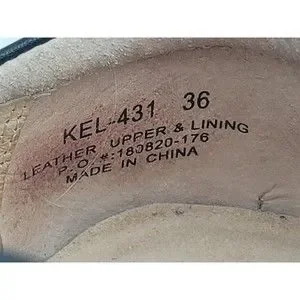 KEL-431 36
LEATHER UPPER & LINING
P.O.#:180820-176
MADE IN CHINA